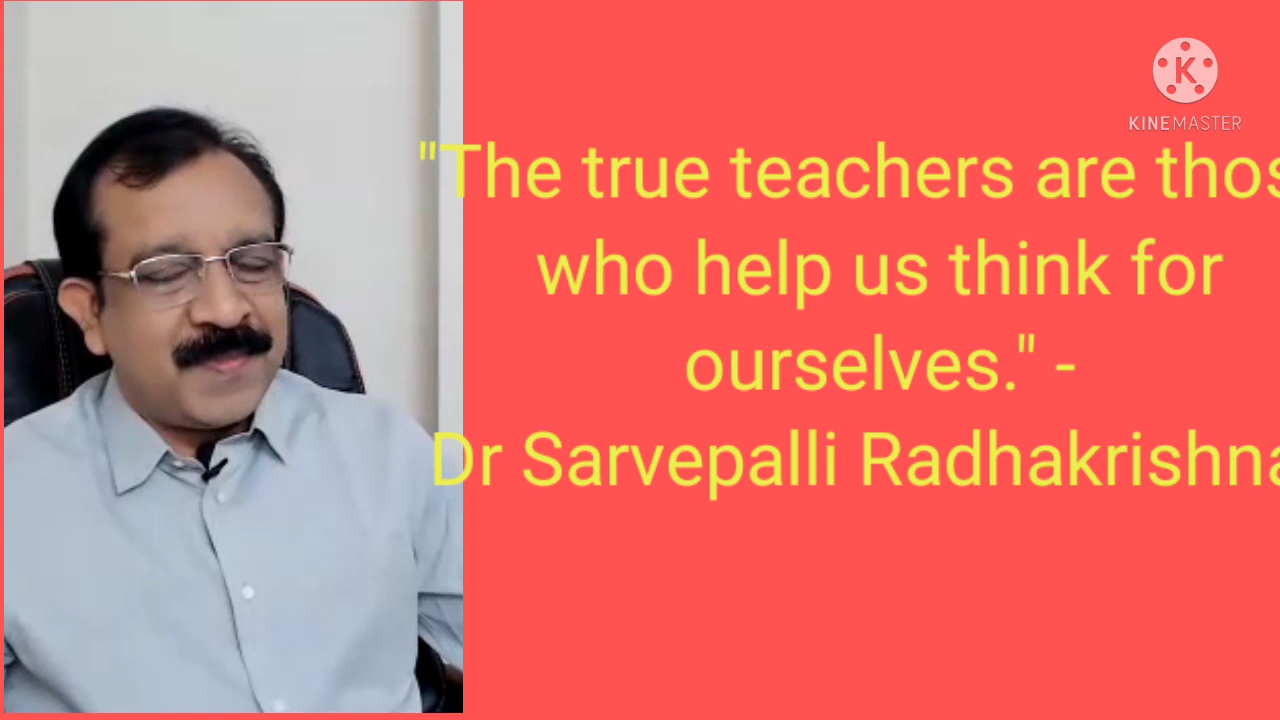 KINEMASTER
"The true teachers are thos
who help us think for
ourselves." -
Dr Sarvepalli Radhakrishna